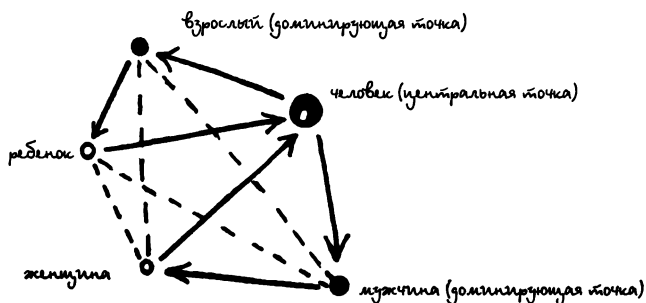 взрослый (доминирующая точка)
человек (центральная точка)
ребенок
женщина
мужчина (доминирующая точка)